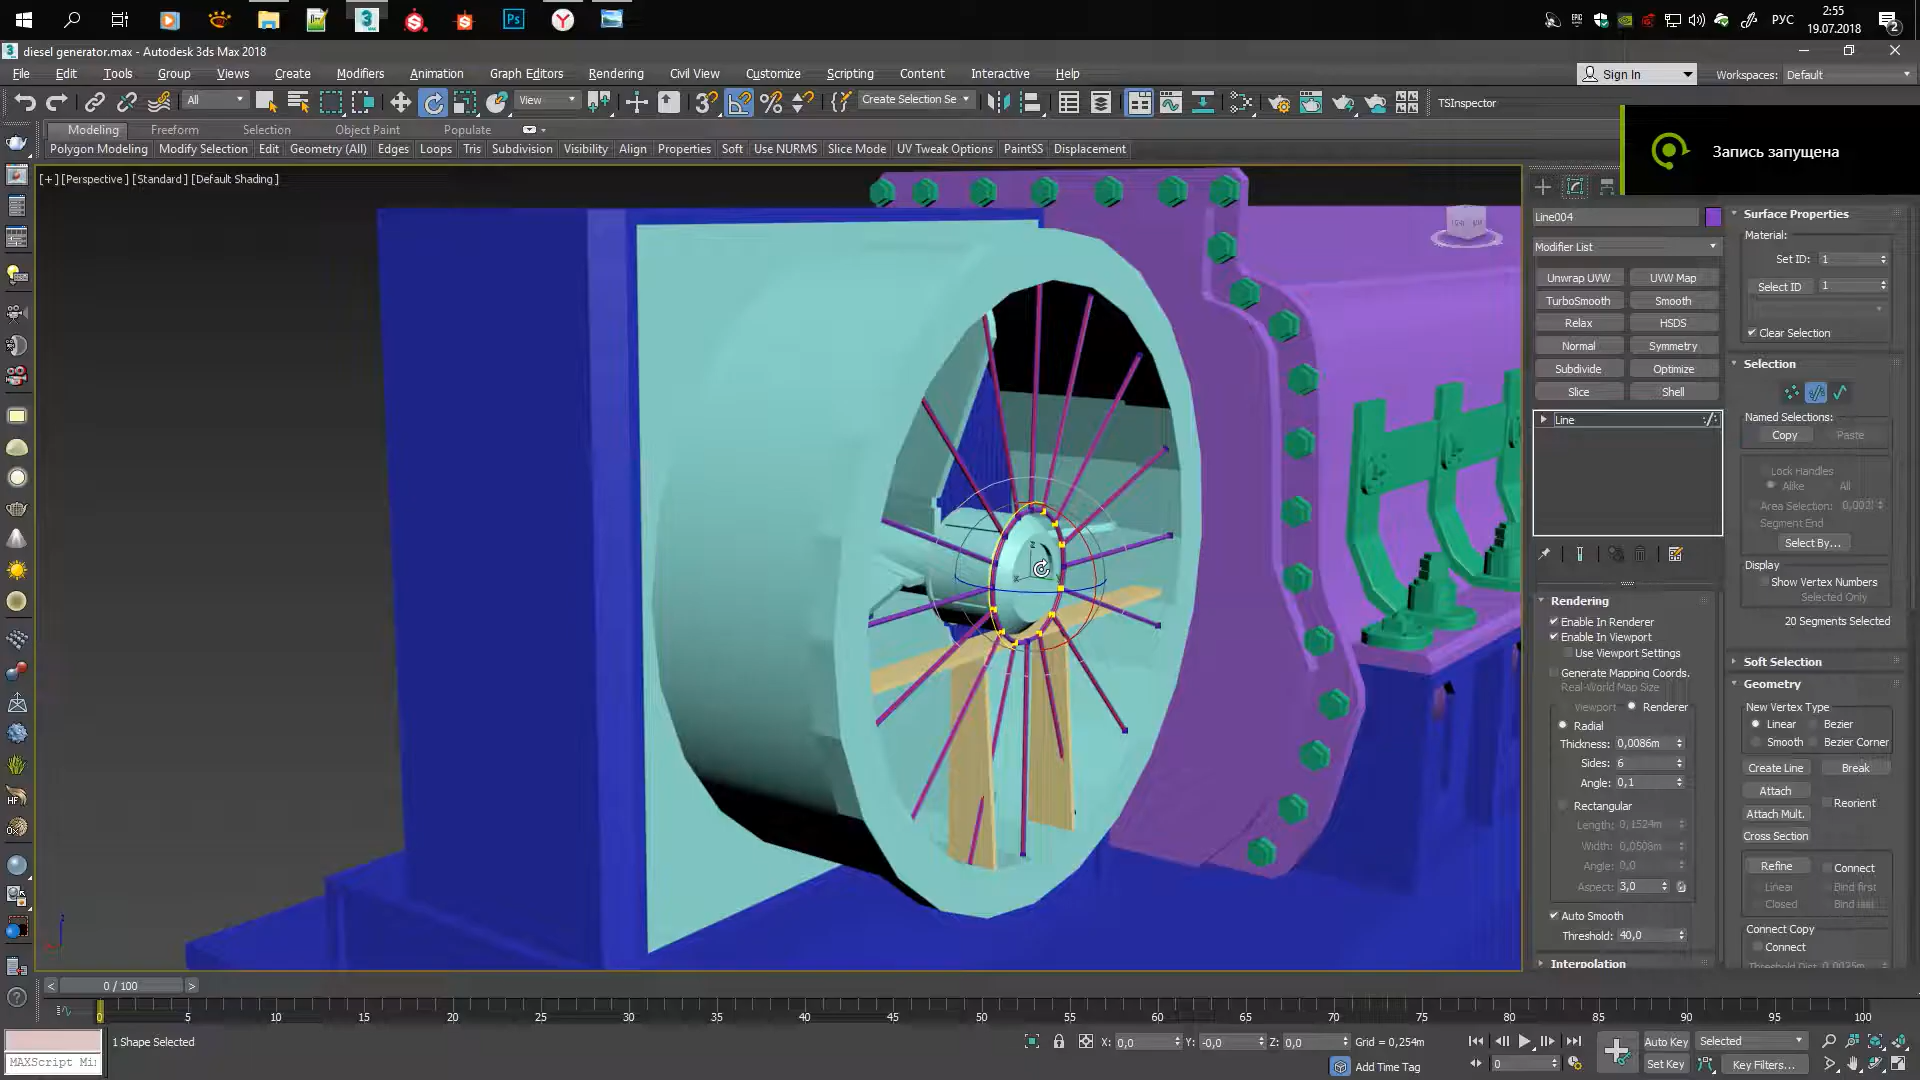 РУС
2:55
19.07.2018
2
diesel generator.max - Autodesk 3ds Max 2018
File Edit Tools Group Views Create Modifiers Animation Graph Editors Rendering Civil View Customize Scripting Content Interactive Help
Sign In
Workspaces: Default
All
View
Create Selection Se
TSInspector
Modeling Freeform Selection Object Paint Populate
Polygon Modeling Modify Selection Edit Geometry (All) Edges Loops Tris Subdivision Visibility Align Properties Soft Use NURMS Slice Mode UV Tweak Options PaintSS Displacement
Запись запущена
[+] [Perspective ] [Standard ] [Default Shading ]
Line004
Modifier List
Unwrap UVW UVW Map
TurboSmooth Smooth
Relax HSDS
Normal Symmetry
Subdivide Optimize
Slice Shell
Line
Rendering
Enable In Renderer
Enable In Viewport
Use Viewport Settings
Generate Mapping Coords.
Real-World Map Size
Viewport Renderer
Radial
Thickness: 0,0086m
Sides: 6
Angle: 0,1
Rectangular
Length: 0,1524m
Width: 0,0508m
Angle: 0,0
Aspect: 3,0
Auto Smooth
Threshold: 40,0
Interpolation
Surface Properties
Material:
Set ID: 1
Select ID 1
Clear Selection
Selection
Named Selections:
Copy Paste
Lock Handles
Alike All
Area Selection:
Segment End
Select By...
Display
Show Vertex Numbers
Selected Only
20 Segments Selected
Soft Selection
Geometry
New Vertex Type
Linear Bezier
Smooth Bezier Corner
Create Line Break
Attach Reorient
Attach Mult.
Cross Section
Refine Connect
Linear Bind first
Closed Bind last
Connect Copy
Connect
0 / 100
0 5 10 15 20 25 30 35 40 45 50 55 60 65 70 75 80 85 90 95 100
1 Shape Selected
MAXScript Mi
X: 0,0 Y: -0,0 Z: 0,0 Grid = 0,254m
Add Time Tag
0
Auto Key Selected
Set Key Key Filters...